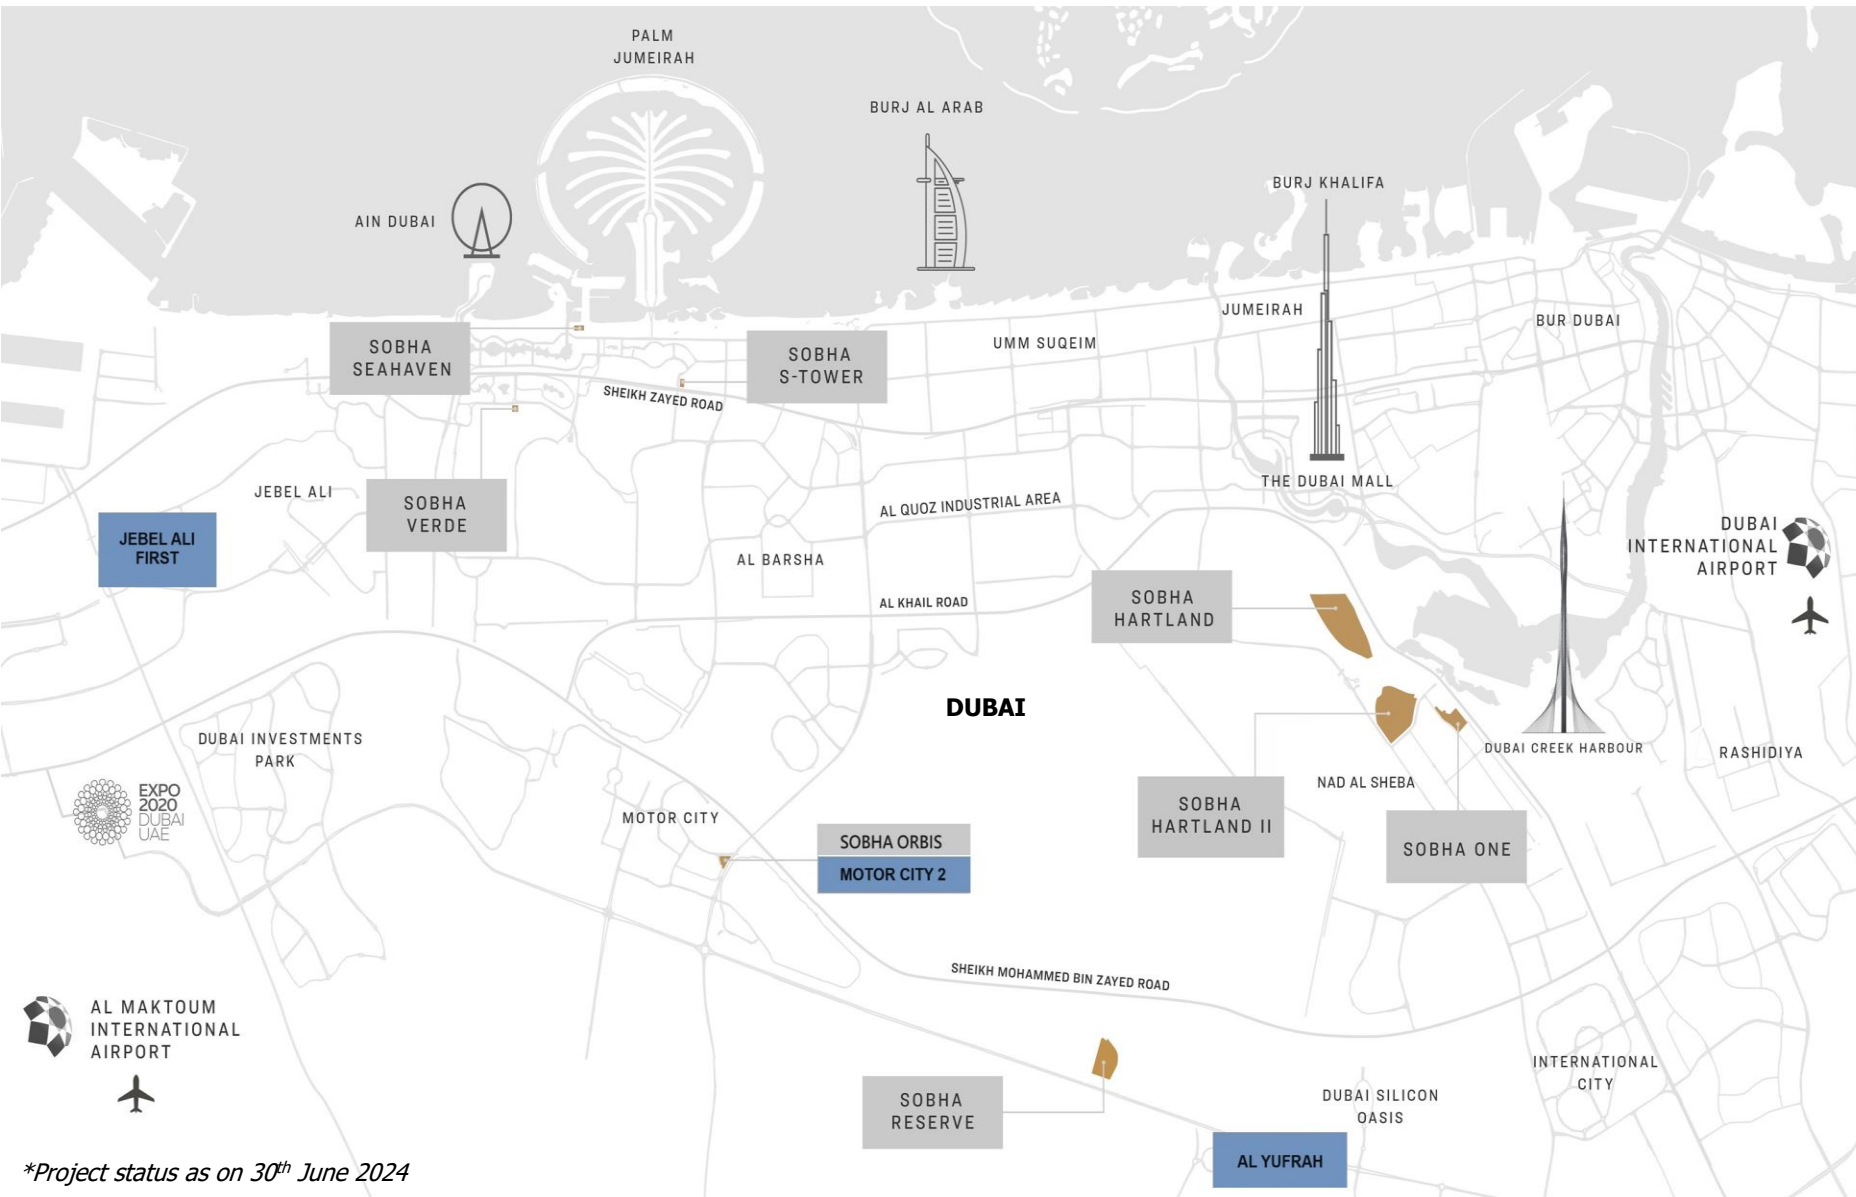 PALM
JUMEIRAH
BURJ AL ARAB
BURJ KHALIFA
AIN DUBAI
JUMEIRAH
BUR DUBAI
SOBHA
SEAHAVEN
SOBHA
S-TOWER
UMM SUQEIM
SHEIKH ZAYED ROAD
JEBEL ALI
SOBHA
VERDE
AL QUOZ INDUSTRIAL AREA
THE DUBAI MALL
JEBEL ALI
FIRST
DUBAI
INTERNATIONAL
AIRPORT
AL BARSHA
AL KHAIL ROAD
SOBHA
HARTLAND
DUBAI
DUBAI INVESTMENTS
PARK
DUBAI CREEK HARBOUR
RASHIDIYA
EXPO
2020
DUBAI
UAE
MOTOR CITY
SOBHA ORBIS
MOTOR CITY 2
SOBHA
HARTLAND II
NAD AL SHEBA
SOBHA ONE
SHEIKH MOHAMMED BIN ZAYED ROAD
AL MAKTOUM
INTERNATIONAL
AIRPORT
SOBHA
RESERVE
DUBAI SILICON
OASIS
INTERNATIONAL
CITY
AL YUFRAH
*Project status as on 30th June 2024